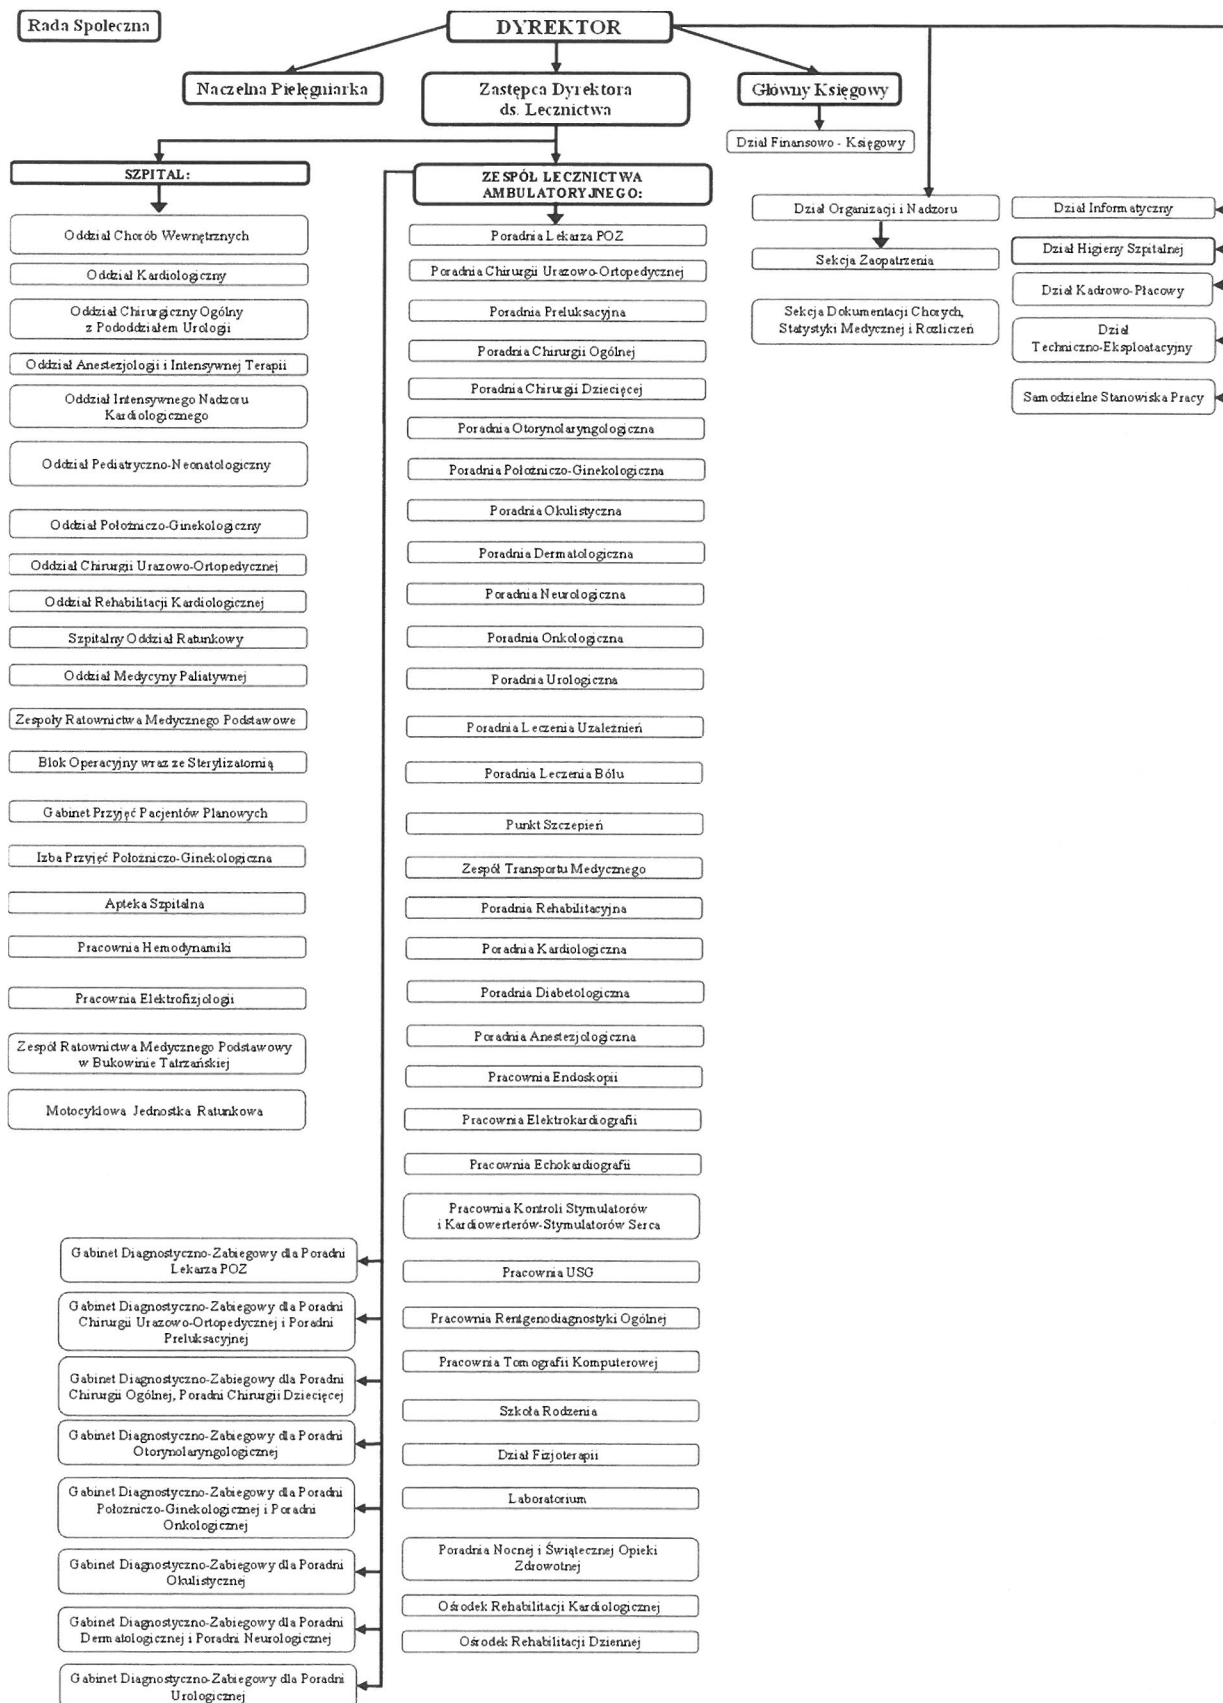 Rada Społeczna
DYREKTOR
Naczelna Pielęgniarka
Zastępca Dyrektora
ds. Lecznictwa
Główny Księgowy
Dział Finansowo - Księgowy
SZPITAL:
Oddział Chorób Wewnętrznych
Oddział Kardiologiczny
Oddział Chirurgiczny Ogólny
z Pododdziałem Urologii
Oddział Anestezjologii i Intensywnej Terapii
Oddział Intensywnego Nadzoru
Kardiologicznego
Oddział Pediatryczno-Neonatologiczny
Oddział Położniczo-Ginekologiczny
Oddział Chirurgii Urazowo-Ortopedycznej
Oddział Rehabilitacji Kardiologicznej
Szpitalny Oddział Ratunkowy
Oddział Medycyny Paliatywnej
Zespoły Ratownictwa Medycznego Podstawowe
Blok Operacyjny wraz ze Sterylizatornią
Gabinet Przyjęć Pacjentów Planowych
Izba Przyjęć Położniczo-Ginekologiczna
Apteka Szpitalna
Pracownia Hemodynamiki
Pracownia Elektrofizjologii
Zespół Ratownictwa Medycznego Podstawowy
w Bukowinie Tatrzańskiej
Motocyklowa Jednostka Ratunkowa
ZESPÓŁ LECZNICTWA
AMBULATORYJNEGO:
Poradnia Lekarza POZ
Poradnia Chirurgii Urazowo-Ortopedycznej
Poradnia Preluksacyjna
Poradnia Chirurgii Ogólnej
Poradnia Chirurgii Dziecięcej
Poradnia Otorynolaryngologiczna
Poradnia Położniczo-Ginekologiczna
Poradnia Okulistyczna
Poradnia Dermatologiczna
Poradnia Neurologiczna
Poradnia Onkologiczna
Poradnia Urologiczna
Poradnia Leczenia Uzależnień
Poradnia Leczenia Bólu
Punkt Szczepień
Zespół Transportu Medycznego
Poradnia Rehabilitacyjna
Poradnia Kardiologiczna
Poradnia Diabetologiczna
Poradnia Anestezjologiczna
Pracownia Endoskopii
Pracownia Elektrokardiografii
Pracownia Echokardiografii
Pracownia Kontroli Stymulatorów
i Kardiowerterów-Stymulatorów Serca
Pracownia USG
Pracownia Rentgenodiagnostyki Ogólnej
Pracownia Tomografii Komputerowej
Szkoła Rodzenia
Dział Fizjoterapii
Laboratorium
Poradnia Nocnej i Świątecznej Opieki
Zdrowotnej
Ośrodek Rehabilitacji Kardiologicznej
Ośrodek Rehabilitacji Dziennej
Gabinet Diagnostyczno-Zabiegowy dla Poradni
Lekarza POZ
Gabinet Diagnostyczno-Zabiegowy dla Poradni
Chirurgii Urazowo-Ortopedycznej i Poradni
Preluksacyjnej
Gabinet Diagnostyczno-Zabiegowy dla Poradni
Chirurgii Ogólnej, Poradni Chirurgii Dziecięcej
Gabinet Diagnostyczno-Zabiegowy dla Poradni
Otorynolaryngologicznej
Gabinet Diagnostyczno-Zabiegowy dla Poradni
Położniczo-Ginekologicznej i Poradni
Onkologicznej
Gabinet Diagnostyczno-Zabiegowy dla Poradni
Okulistycznej
Gabinet Diagnostyczno-Zabiegowy dla Poradni
Dermatologicznej i Poradni Neurologicznej
Gabinet Diagnostyczno-Zabiegowy dla Poradni
Urologicznej
Dział Organizacji i Nadzoru
Sekcja Zaopatrzenia
Sekcja Dokumentacji Chorych,
Statystyki Medycznej i Rozliczeń
Dział Informatyczny
Dział Higieny Szpitalnej
Dział Kadrowo-Płacowy
Dział
Techniczno-Eksploatacyjny
Samodzielne Stanowiska Pracy